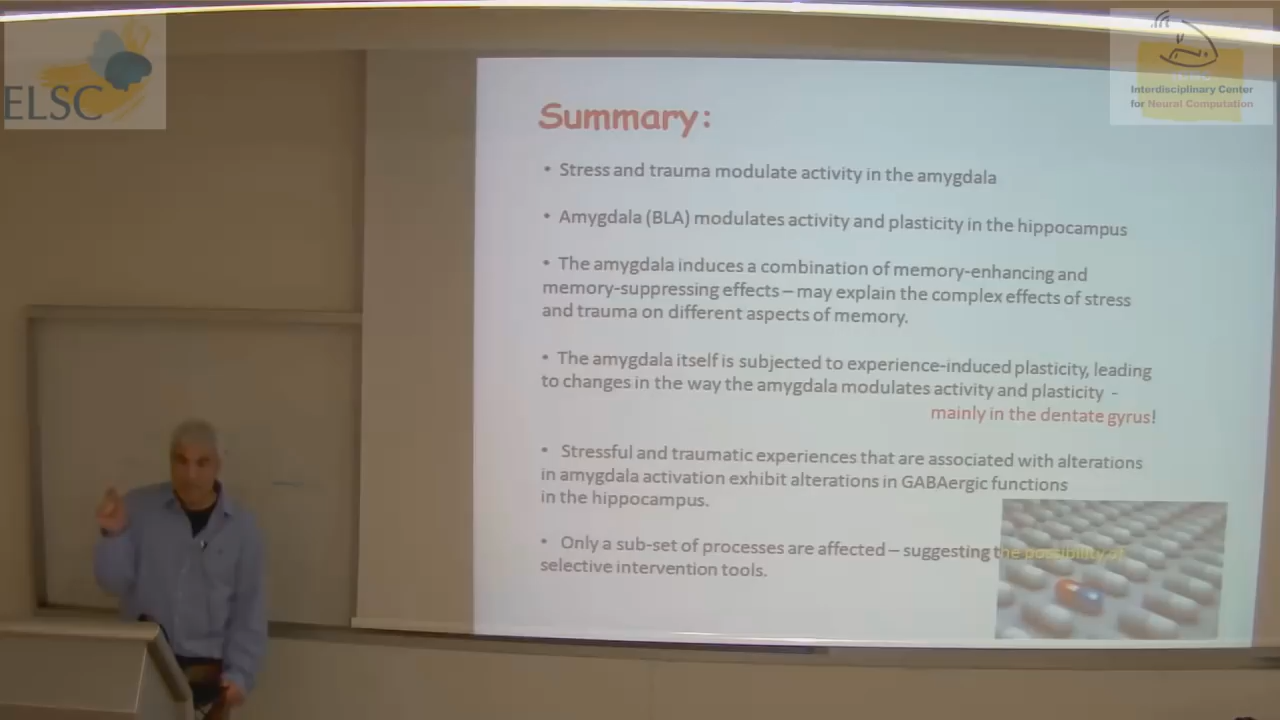 ELSC
Interdisciplinary Center
for Neural Computation
Summary:
• Stress and trauma modulate activity in the amygdala
• Amygdala (BLA) modulates activity and plasticity in the hippocampus
• The amygdala induces a combination of memory-enhancing and
memory-suppressing effects – may explain the complex effects of stress
and trauma on different aspects of memory.
• The amygdala itself is subjected to experience-induced plasticity, leading
to changes in the way the amygdala modulates activity and plasticity -
mainly in the dentate gyrus!
• Stressful and traumatic experiences that are associated with alterations
in amygdala activation exhibit alterations in GABAergic functions
in the hippocampus.
• Only a sub-set of processes are affected – suggesting the possibility of
selective intervention tools.